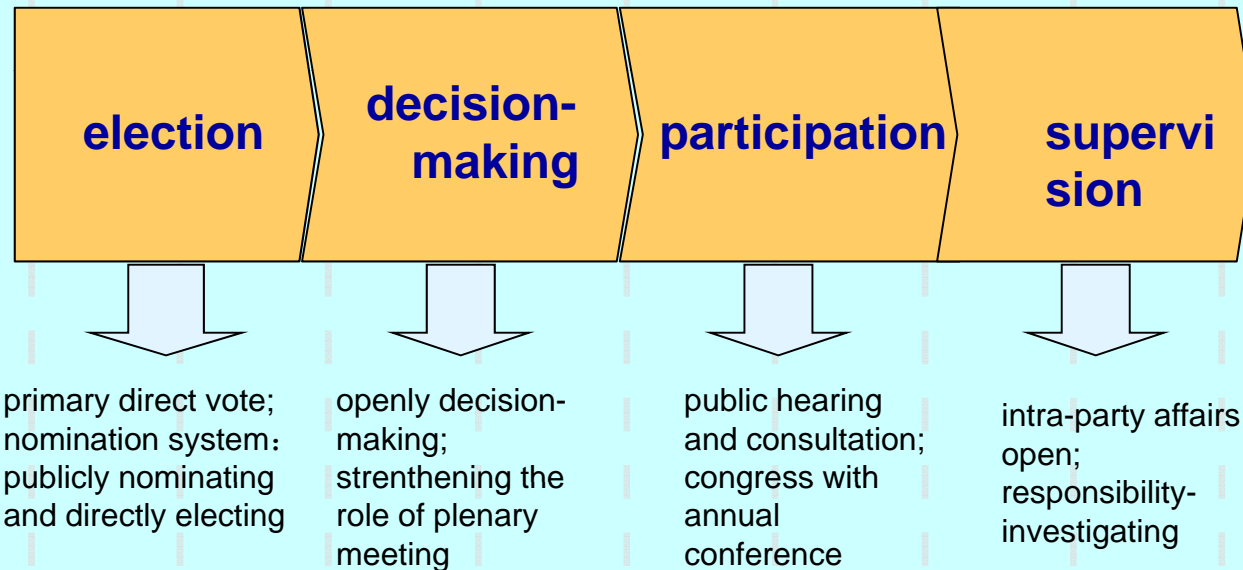 election
decision-
making
participation
supervi
sion
primary direct vote;
nomination system：
publicly nominating
and directly electing
openly decision-
making;
strenthening the
role of plenary
meeting
public hearing
and consultation;
congress with
annual
conference
intra-party affairs
open;
responsibility-
investigating